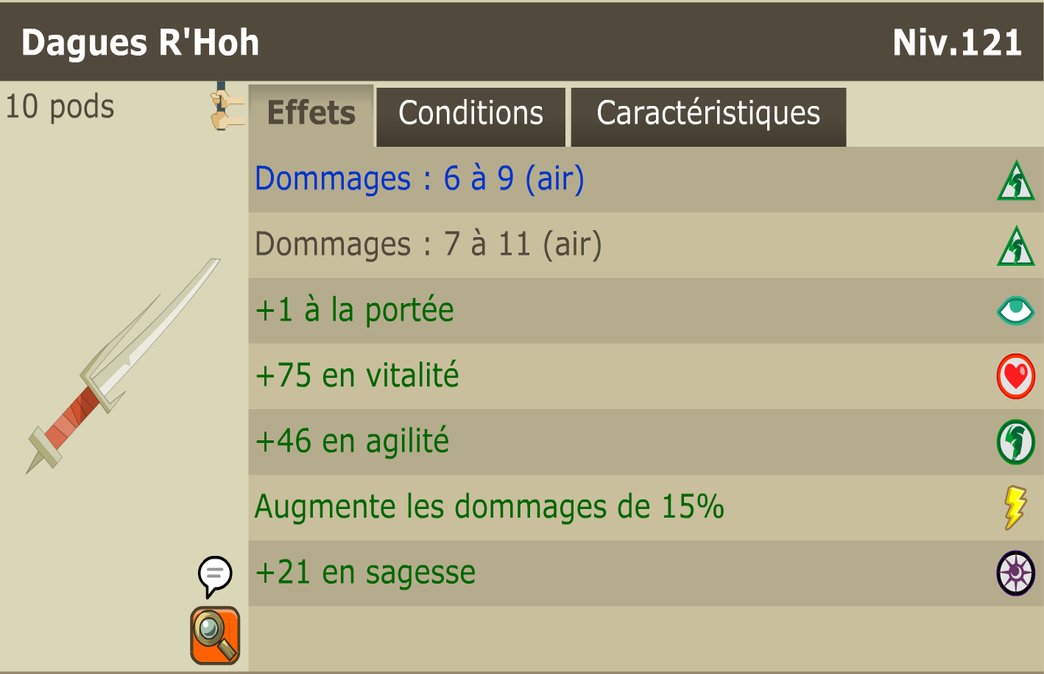 Dagues R'Hoh
Niv.121
10 pods
Effets
Conditions
Caractéristiques
Dommages : 6 à 9 (air)
Dommages : 7 à 11 (air)
+1 à la portée
+75 en vitalité
+46 en agilité
Augmente les dommages de 15%
+21 en sagesse